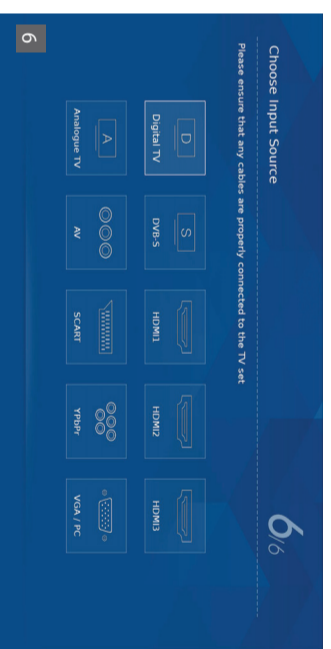 Choose Input Source
6/6
Please ensure that any cables are properly connected to the TV set
D
S
Digital TV
DVB-S
HDMI1
HDMI2
HDMI3
A
Analogue TV
AV
SCART
YPbPr
VGA / PC
6